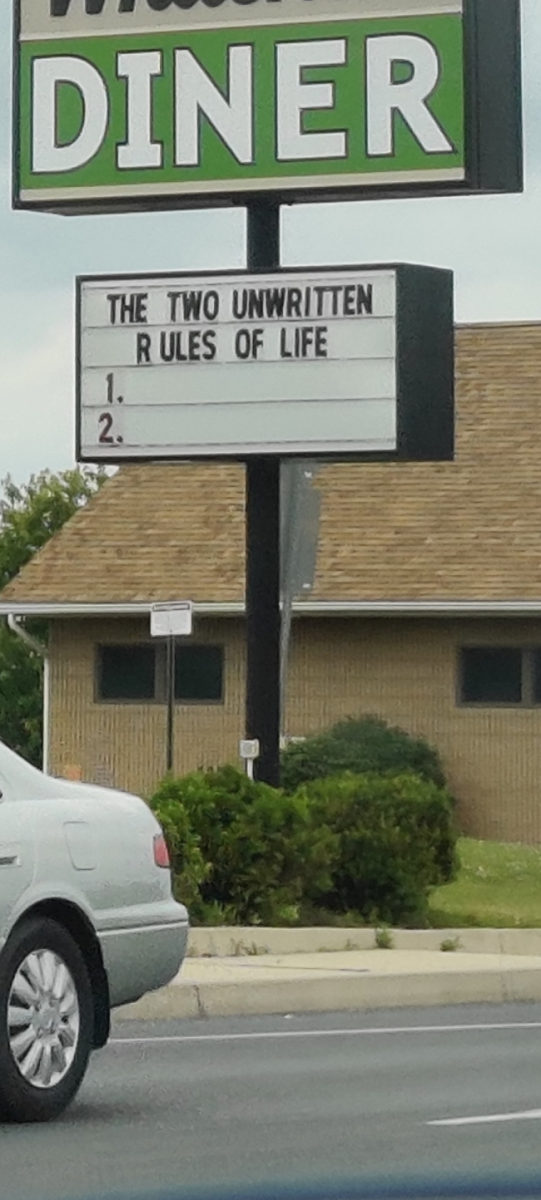 DINER
THE TWO UNWRITTEN
RULES OF LIFE
1.
2.